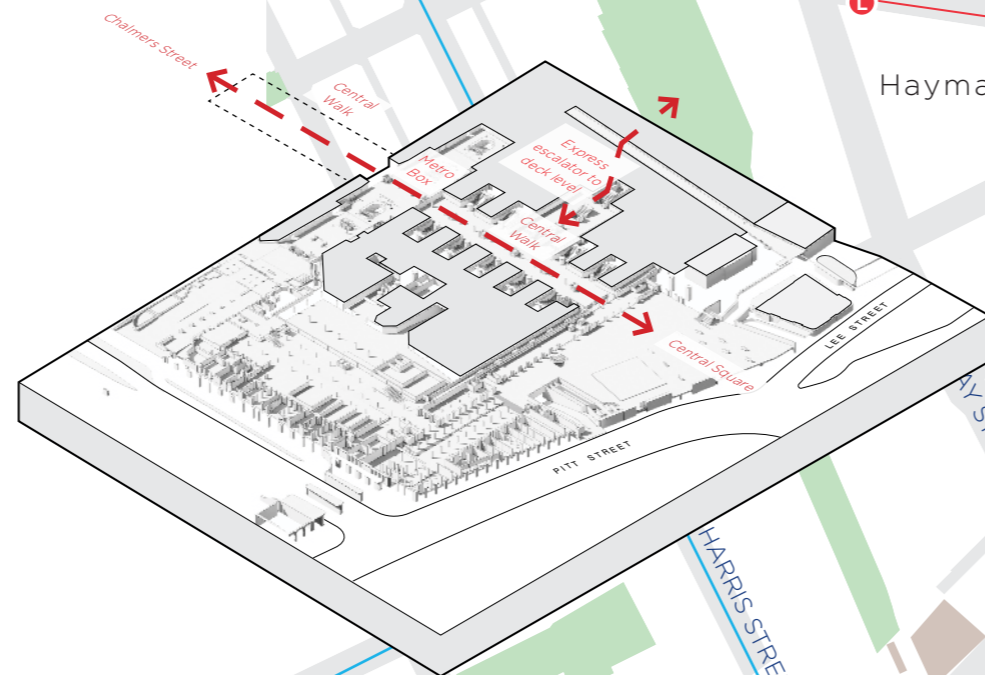 L
Chalmers Street
Central
Walk
Hayma
Metro
Box
Express
escalator to
deck level
Central
Walk
LEE STREET
Central Square
AY S
PITT STREET
HARRIS STRE